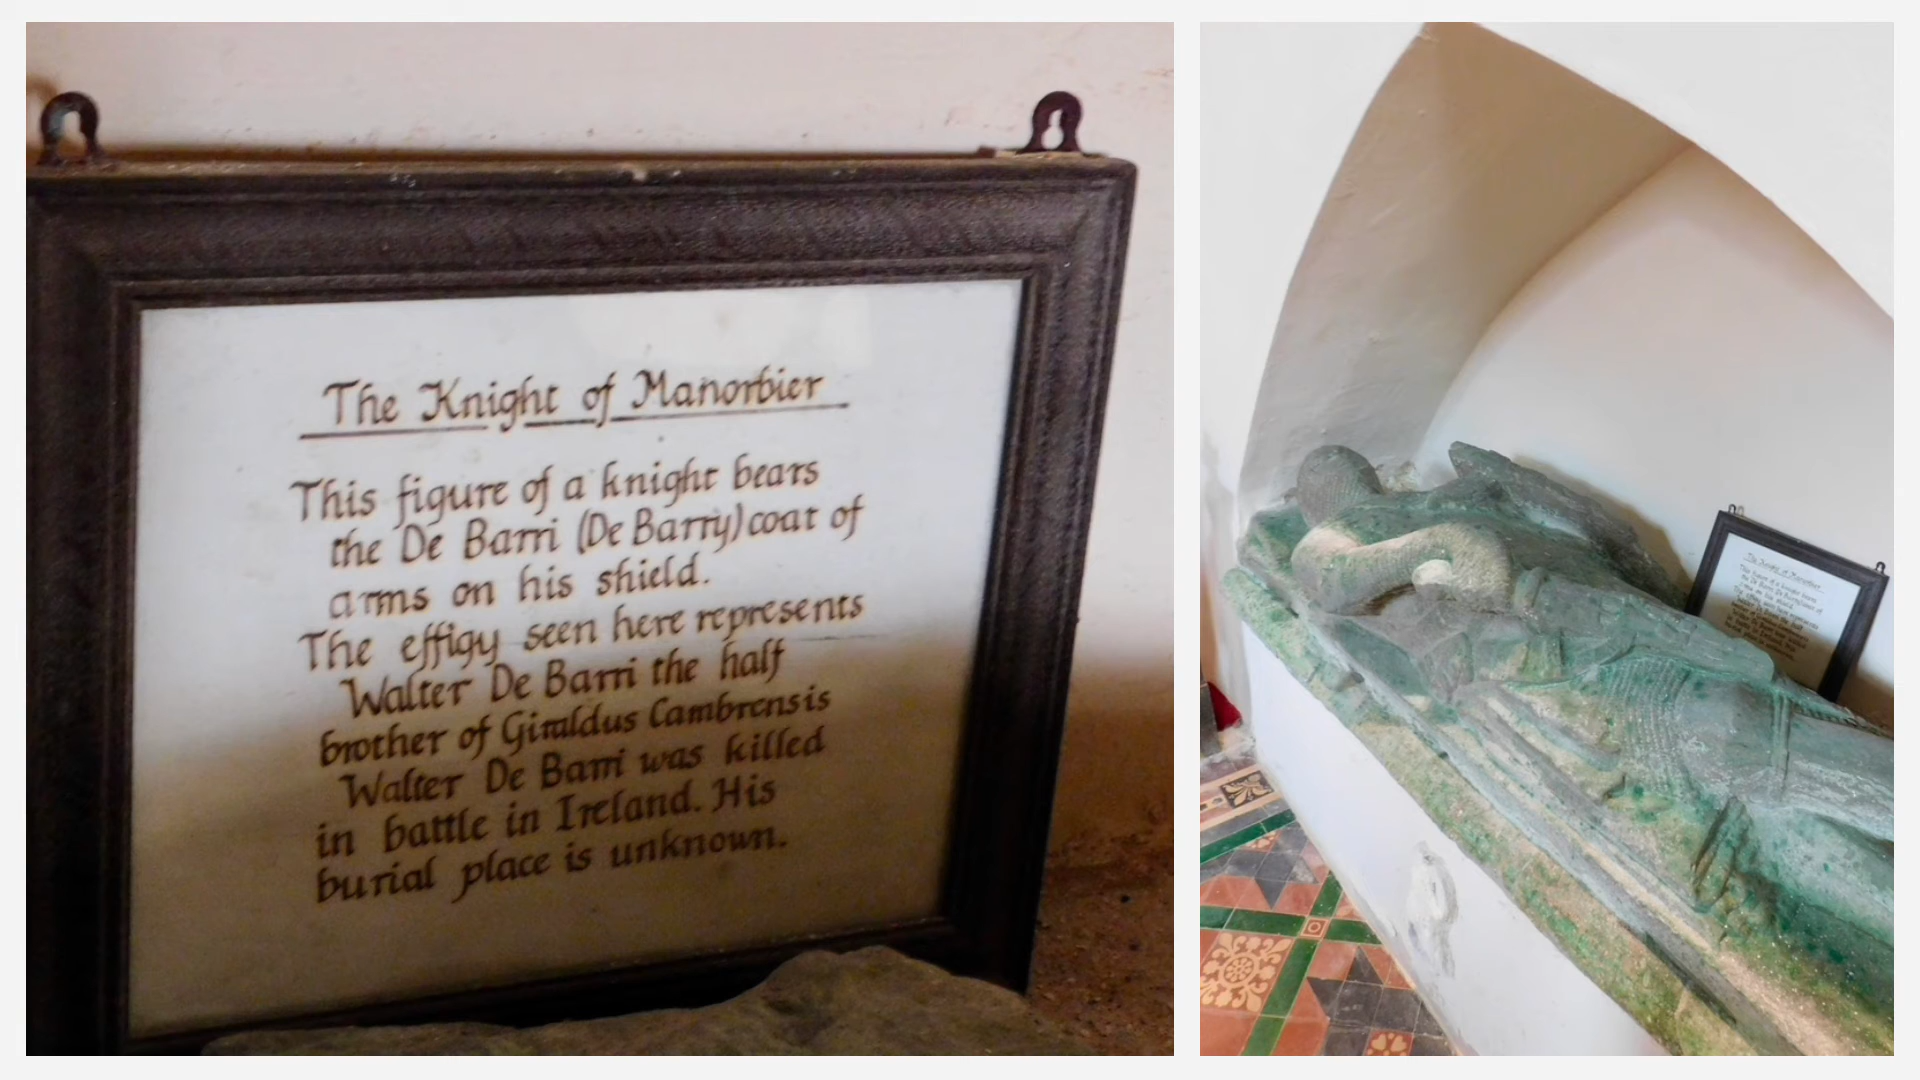 The Knight of Manorbier
This figure of a knight bears
the De Barri (De Barry) coat of
arms on his shield.
The effigy seen here represents
Walter De Barri the half
brother of Giraldus Cambrensis
Walter De Barri was killed
in battle in Ireland. His
burial place is unknown.